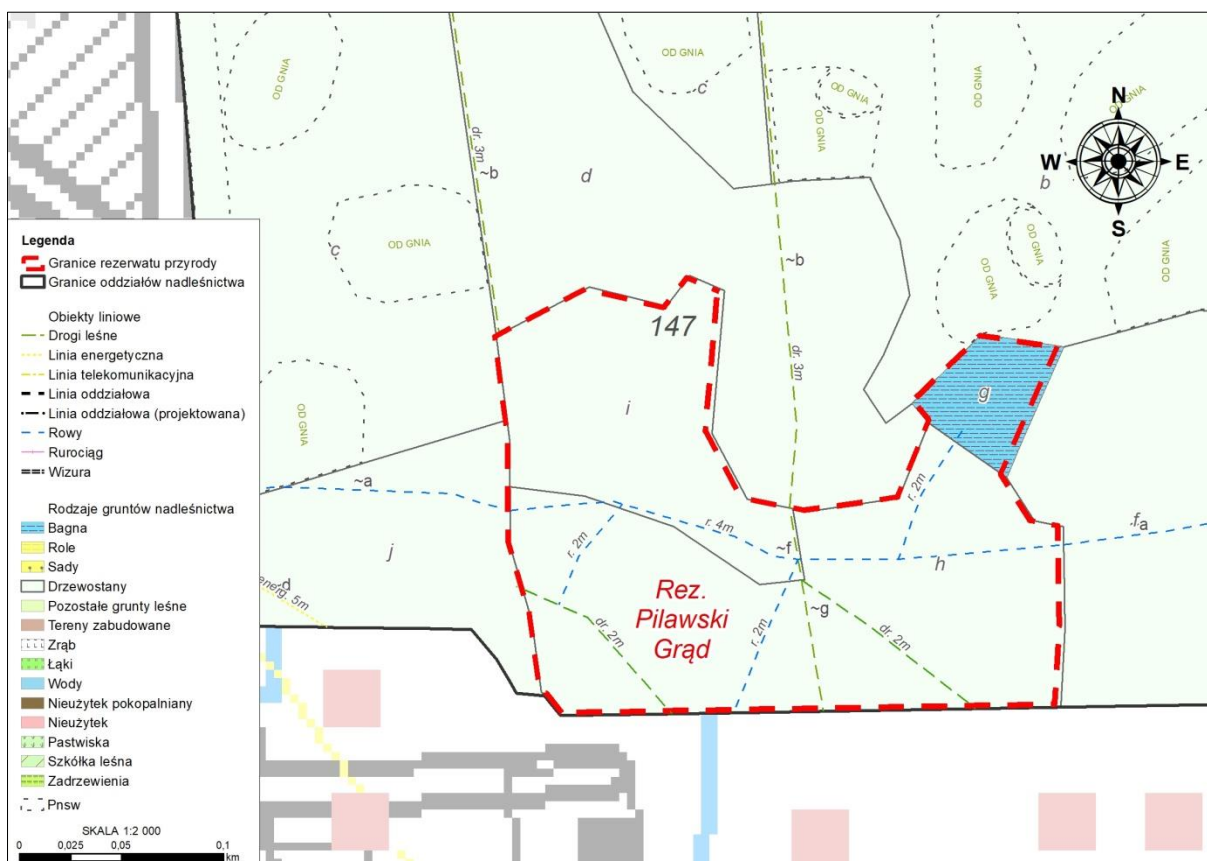 OD GNIA
OD GNIA
c
OD GNIA
OD GNIA
OD GNIA
OD GNIA
N
W
E
S
dr. 3m
~b
d
b
c
OD GNIA
OD GNIA
OD GNIA
OD GNIA
~b
147
dr. 3m
i
g
OD GNIA
~a
r. 2m
r. 4m
~f
r. 2m
.fa
h
j
d
energ. 5m
Rez.
Pilawski
Grąd
dr. 2m
r. 2m
~g
dr. 2m
Legenda
Granice rezerwatu przyrody
Granice oddziałów nadleśnictwa
Obiekty liniowe
Drogi leśne
Linia energetyczna
Linia telekomunikacyjna
Linia oddziałowa
Linia oddziałowa (projektowana)
Rowy
Rurociąg
Wizura
Rodzaje gruntów nadleśnictwa
Bagna
Role
Sady
Drzewostany
Pozostałe grunty leśne
Tereny zabudowane
Zrąb
Łąki
Wody
Nieużytek pokopalniany
Nieużytek
Pastwiska
Szkółka leśna
Zadrzewienia
Pnsw
SKALA 1:2 000
0 0,025 0,05 0,1
km